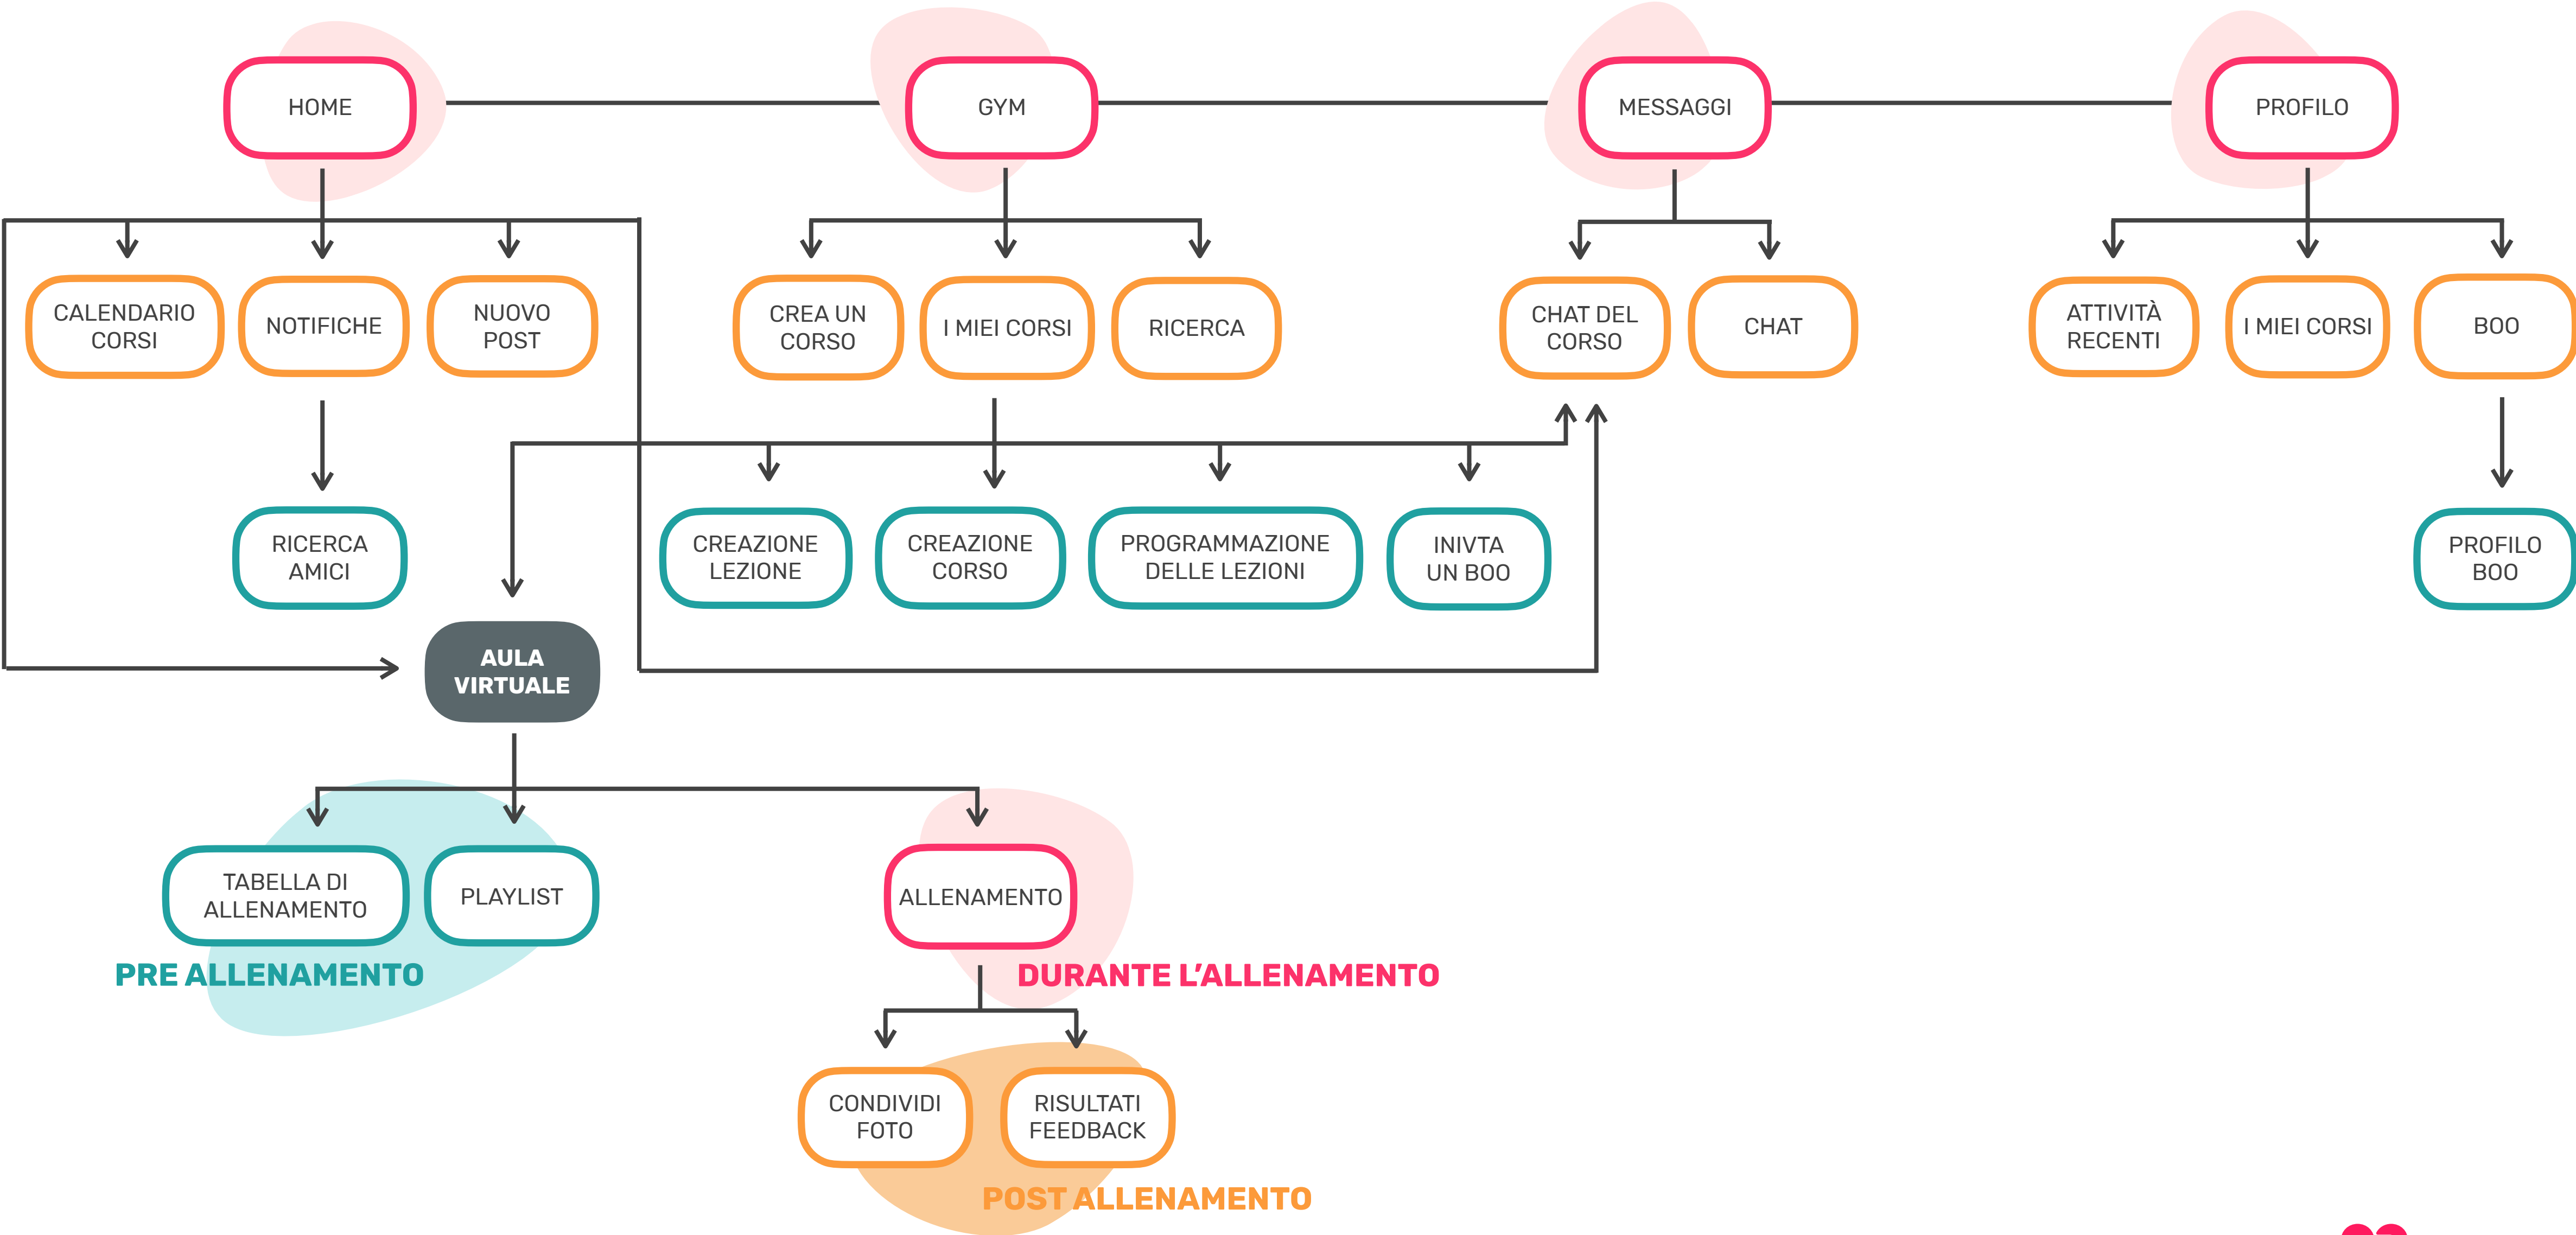 HOME
GYM
MESSAGGI
PROFILO
CALENDARIO
CORSI
NOTIFICHE
NUOVO
POST
CREA UN
CORSO
I MIEI CORSI
RICERCA
CHAT DEL
CORSO
CHAT
ATTIVITÀ
RECENTI
I MIEI CORSI
BOO
RICERCA
AMICI
CREAZIONE
LEZIONE
CREAZIONE
CORSO
PROGRAMMAZIONE
DELLE LEZIONI
INIVTA
UN BOO
PROFILO
BOO
AULA
VIRTUALE
TABELLA DI
ALLENAMENTO
PLAYLIST
ALLENAMENTO
PRE ALLENAMENTO
DURANTE L’ALLENAMENTO
CONDIVIDI
FOTO
RISULTATI
FEEDBACK
POST ALLENAMENTO